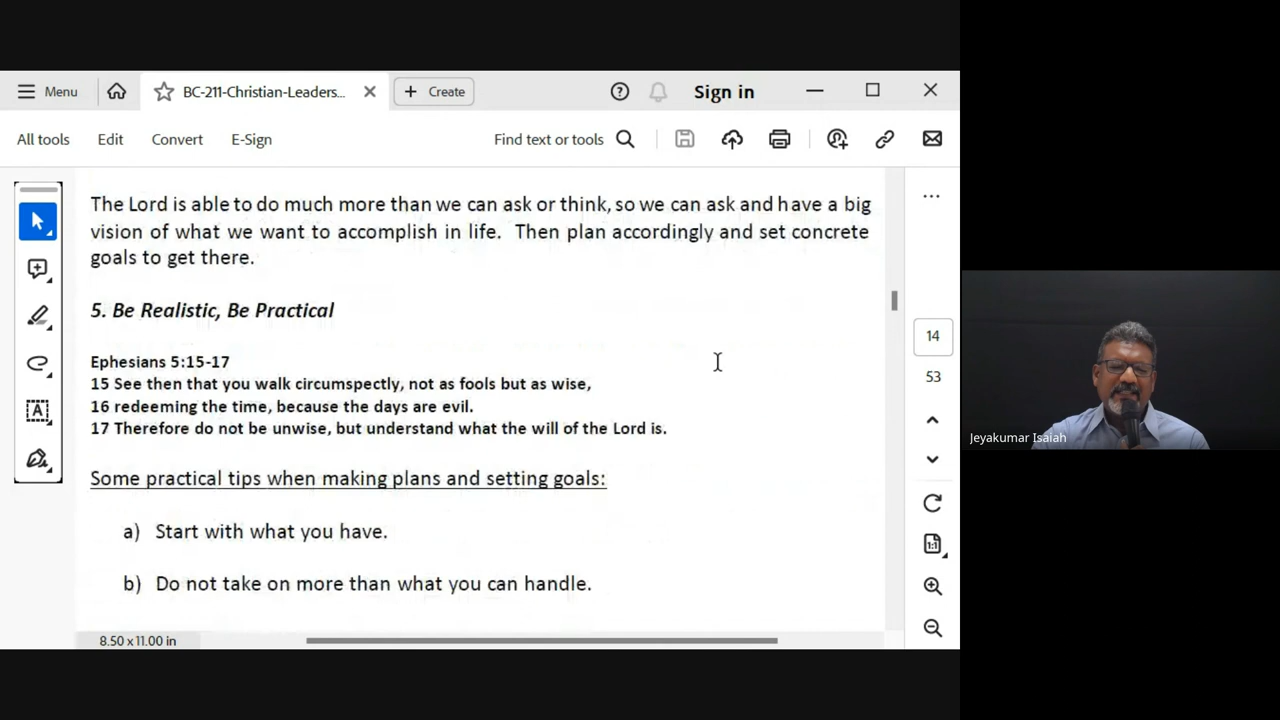 Menu
BC-211-Christian-Leaders...
Create
Sign in
All tools
Edit
Convert
E-Sign
Find text or tools
The Lord is able to do much more than we can ask or think, so we can ask and have a big
vision of what we want to accomplish in life. Then plan accordingly and set concrete
goals to get there.
5. Be Realistic, Be Practical
Ephesians 5:15-17
15 See then that you walk circumspectly, not as fools but as wise,
16 redeeming the time, because the days are evil.
17 Therefore do not be unwise, but understand what the will of the Lord is.
Some practical tips when making plans and setting goals:
a) Start with what you have.
b) Do not take on more than what you can handle.
8.50 x 11.00 in
14
53
1:1
Jeyakumar Isaiah